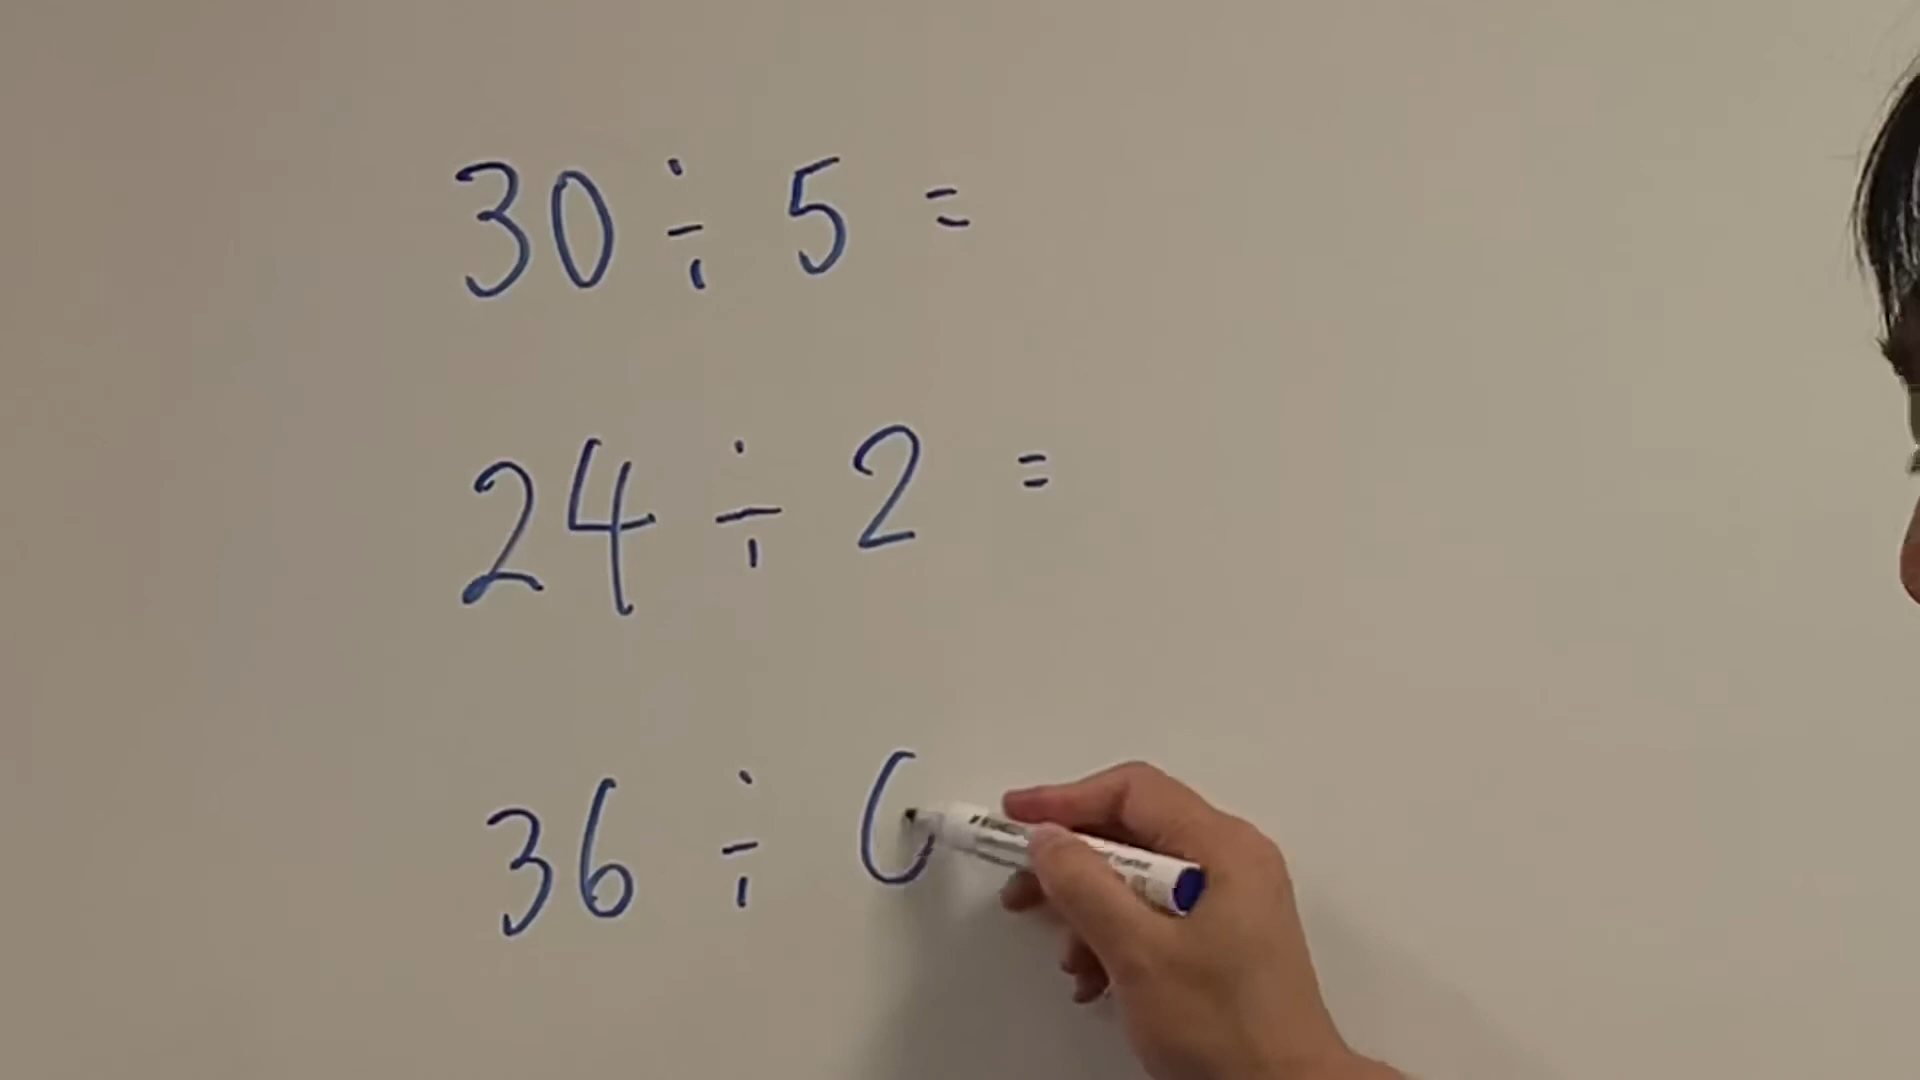 30 ÷ 5 =
24 ÷ 2 =
36 ÷ 6